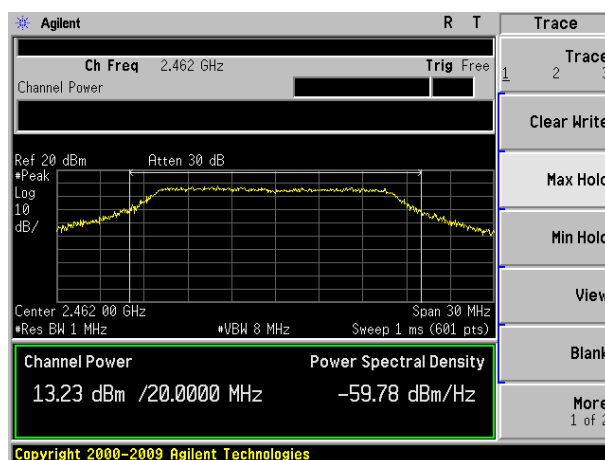 Agilent R T Trace
Ch Freq 2.462 GHz Trig Free
Channel Power
Trace
1 2 3
Clear Write
Max Hold
Min Hold
View
Blank
More
1 of 2
Ref 20 dBm Atten 30 dB
#Peak
Log
10
dB/
Center 2.462 00 GHz Span 30 MHz
#Res BW 1 MHz #VBW 8 MHz Sweep 1 ms (601 pts)
Channel Power Power Spectral Density
13.23 dBm /20.0000 MHz -59.78 dBm/Hz
Copyright 2000-2009 Agilent Technologies